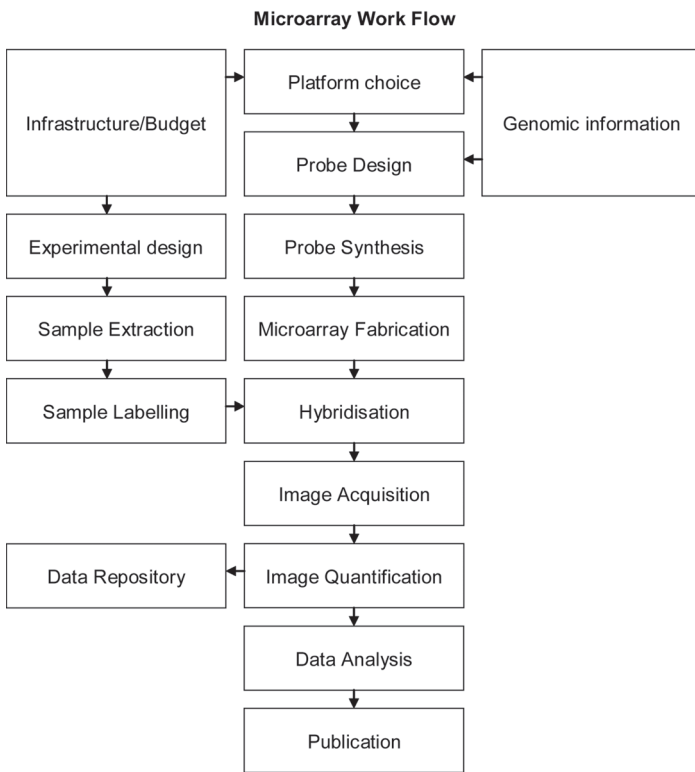 Microarray Work Flow
Infrastructure/Budget
Platform choice
Genomic information
Probe Design
Experimental design
Probe Synthesis
Sample Extraction
Microarray Fabrication
Sample Labelling
Hybridisation
Image Acquisition
Data Repository
Image Quantification
Data Analysis
Publication